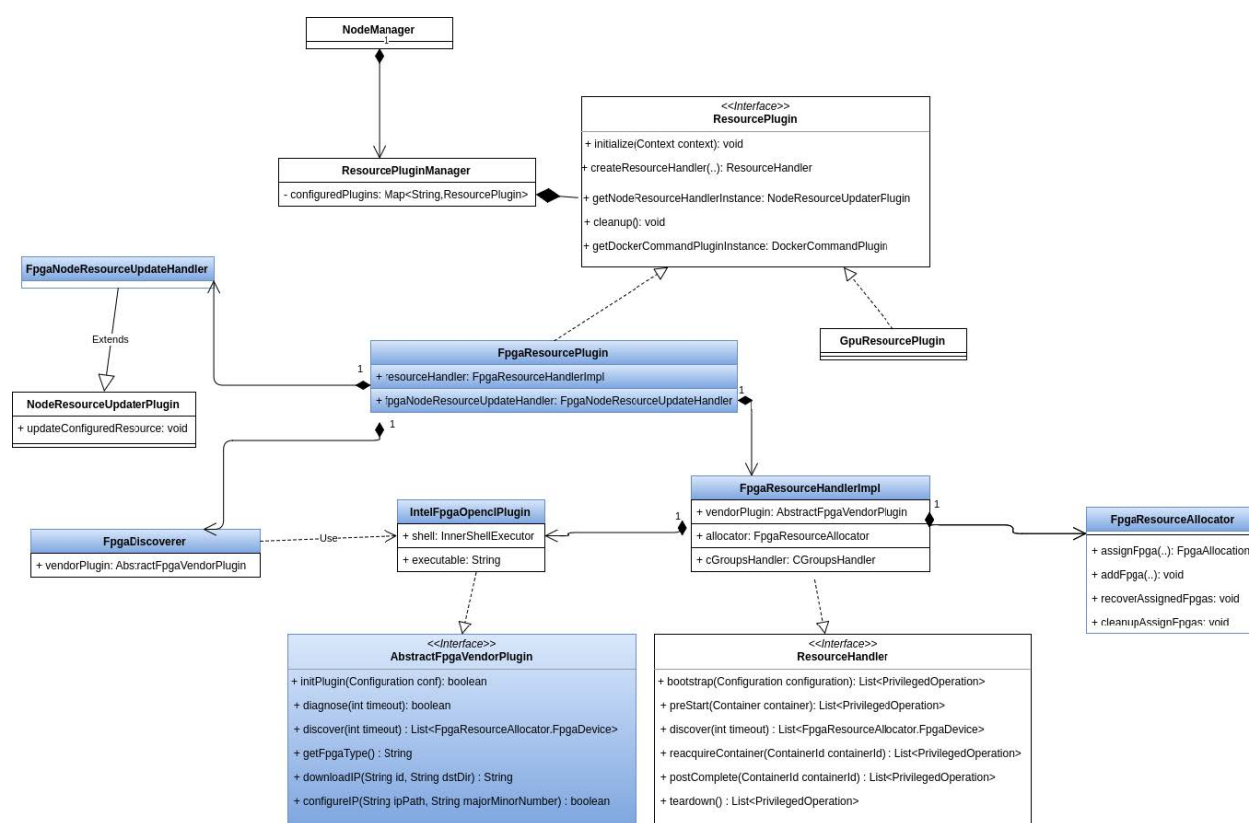 NodeManager
1
<<Interface>>
ResourcePlugin
+ initialize(Context context): void
+ createResourceHandler(..): ResourceHandler
+ getNodeResourceHandlerInstance: NodeResourceUpdaterPlugin
+ cleanup(): void
+ getDockerCommandPluginInstance: DockerCommandPlugin
ResourcePluginManager
- configuredPlugins: Map<String,ResourcePlugin>
FpgaNodeResourceUpdateHandler
Extends
GpuResourcePlugin
FpgaResourcePlugin
+ resourceHandler: FpgaResourceHandlerImpl
+ fpgaNodeResourceUpdateHandler: FpgaNodeResourceUpdateHandler
1
1
1
NodeResourceUpdaterPlugin
+ updateConfiguredResource: void
FpgaResourceHandlerImpl
+ vendorPlugin: AbstractFpgaVendorPlugin
+ allocator: FpgaResourceAllocator
+ cGroupsHandler: CGroupsHandler
1
1
IntelFpgaOpenclPlugin
+ shell: InnerShellExecutor
+ executable: String
FpgaDiscoverer
+ vendorPlugin: AbstractFpgaVendorPlugin
Use
FpgaResourceAllocator
+ assignFpga(..): FpgaAllocation
+ addFpga(..): void
+ recoverAssignedFpgas: void
+ cleanupAssignFpgas: void
<<Interface>>
AbstractFpgaVendorPlugin
+ initPlugin(Configuration conf): boolean
+ diagnose(int timeout): boolean
+ discover(int timeout) : List<FpgaResourceAllocator.FpgaDevice>
+ getFpgaType() : String
+ downloadIP(String id, String dstDir) : String
+ configureIP(String ipPath, String majorMinorNumber) : boolean
<<Interface>>
ResourceHandler
+ bootstrap(Configuration configuration): List<PrivilegedOperation>
+ preStart(Container container): List<PrivilegedOperation>
+ discover(int timeout) : List<FpgaResourceAllocator.FpgaDevice>
+ reacquireContainer(ContainerId containerId) : List<PrivilegedOperation>
+ postComplete(ContainerId containerId) : List<PrivilegedOperation>
+ teardown() : List<PrivilegedOperation>